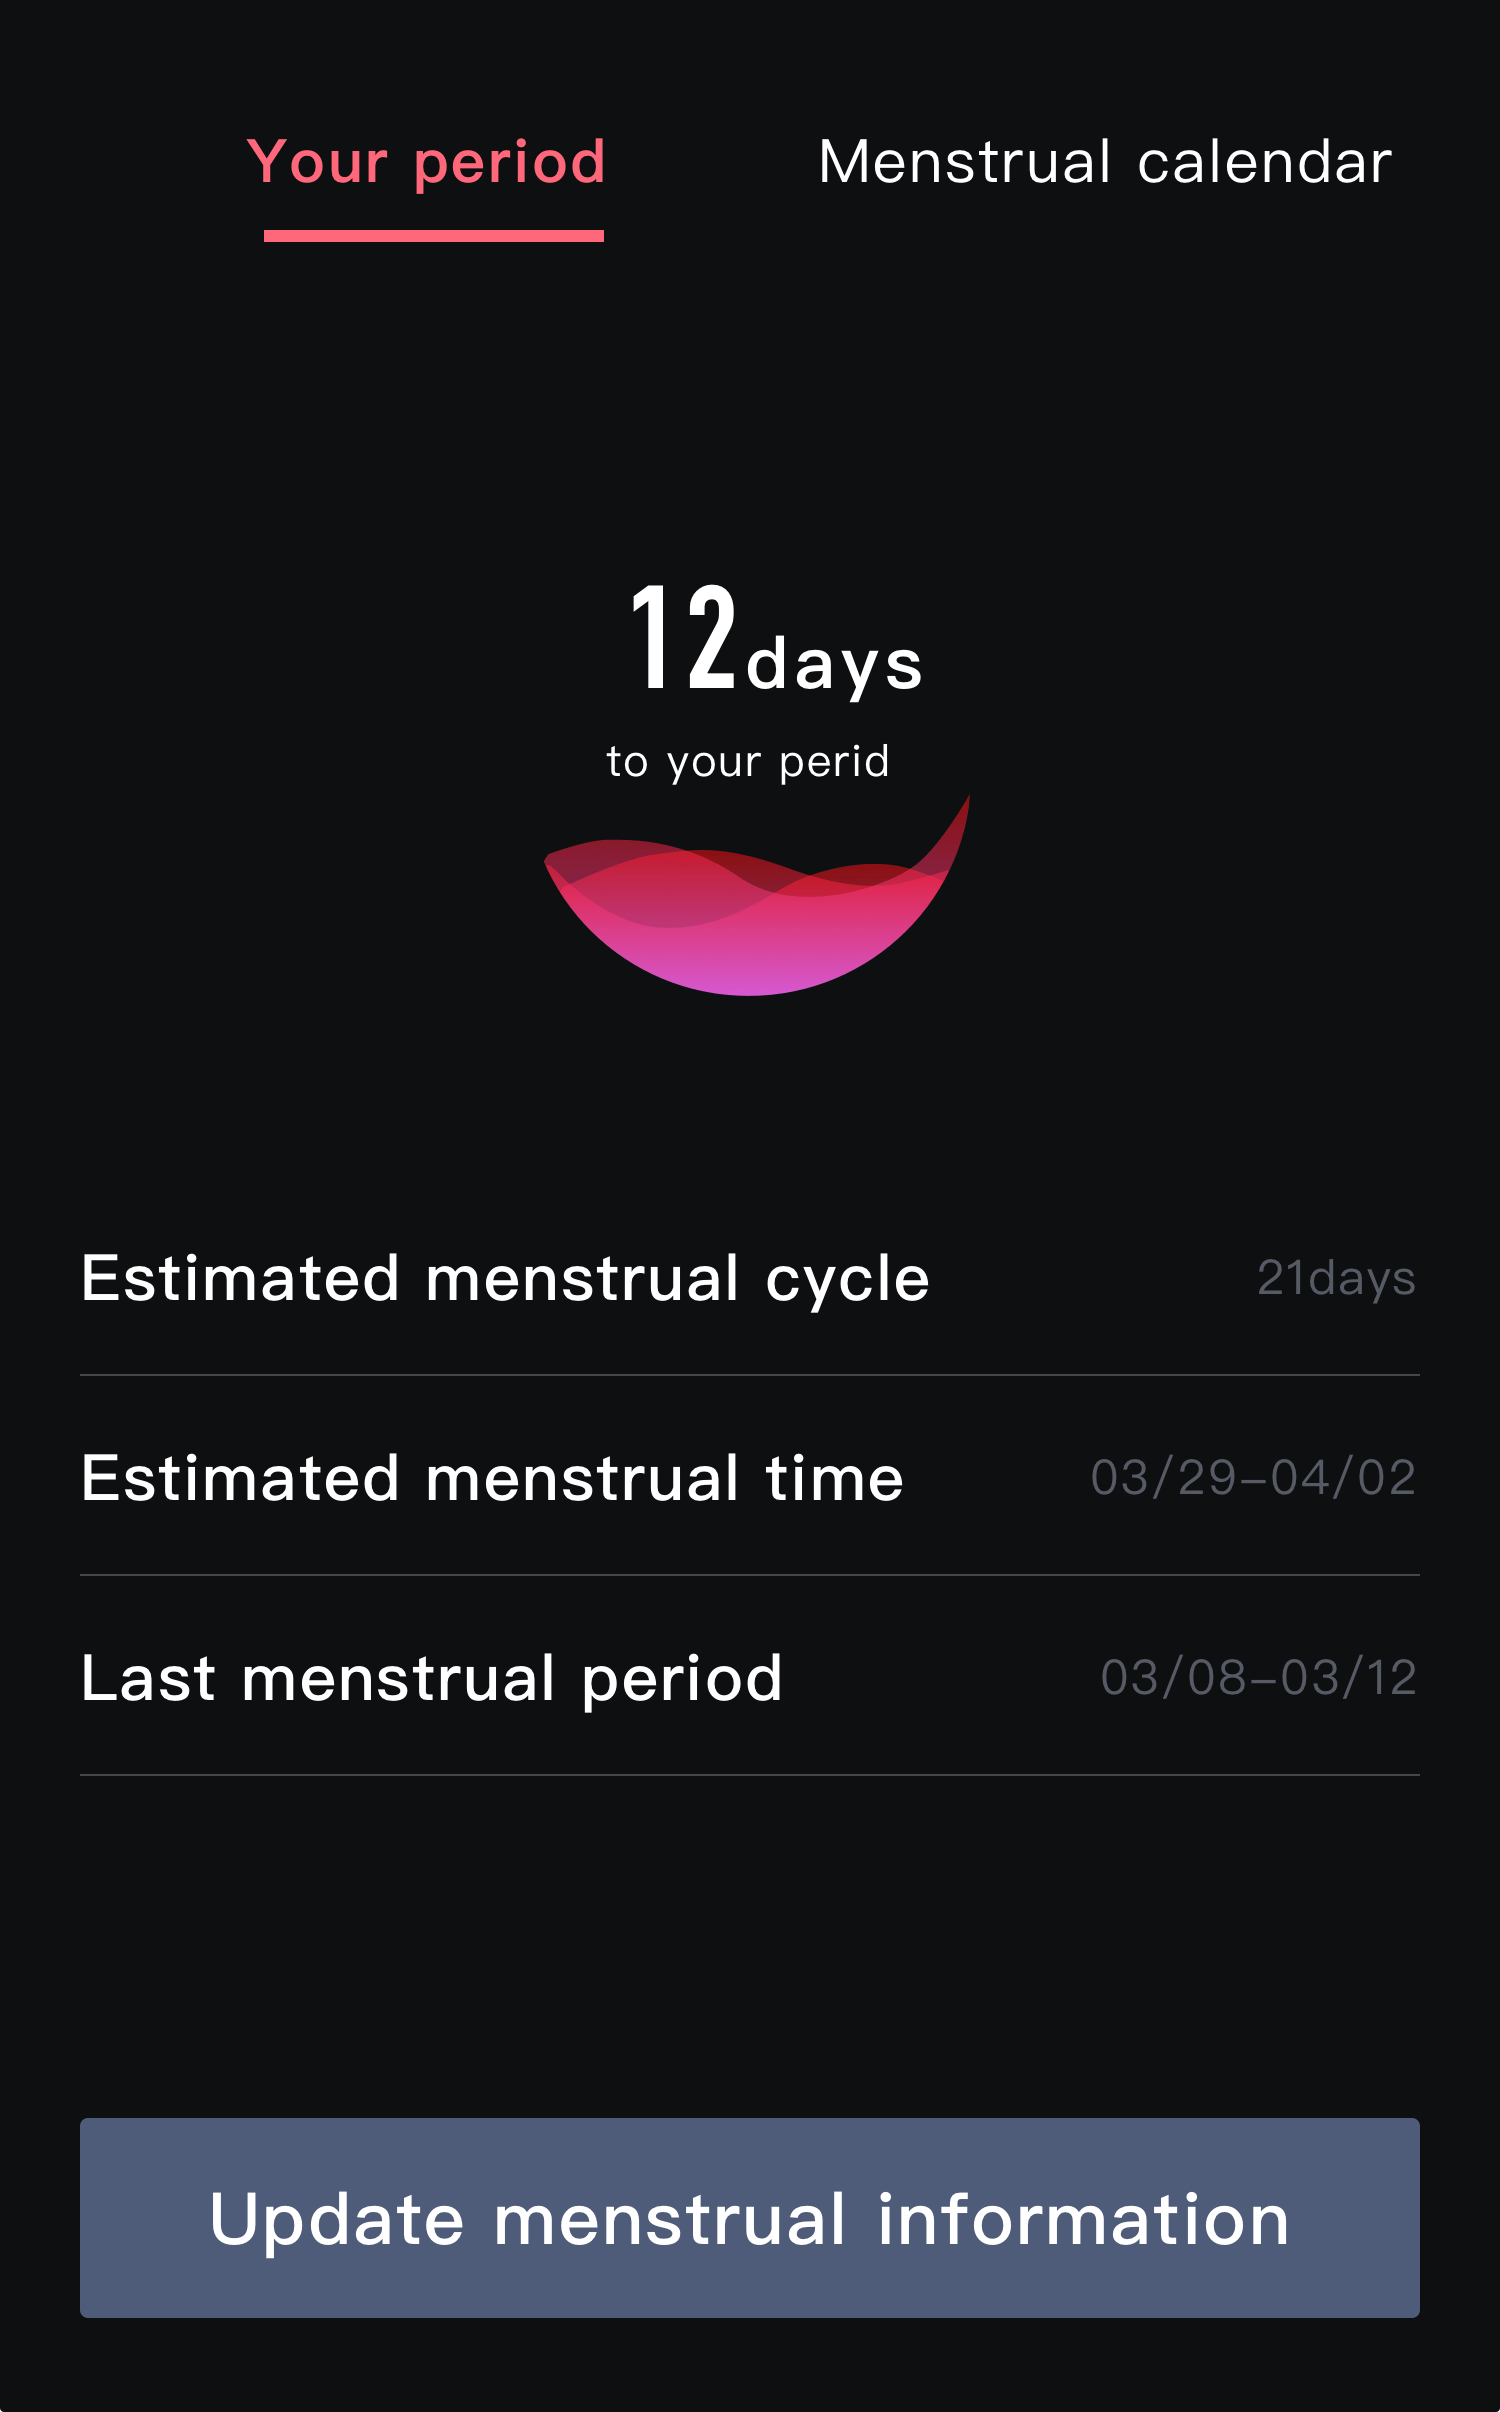 Your period
Menstrual calendar
12days
to your perid
Estimated menstrual cycle
21days
Estimated menstrual time
03/29-04/02
Last menstrual period
03/08-03/12
Update menstrual information